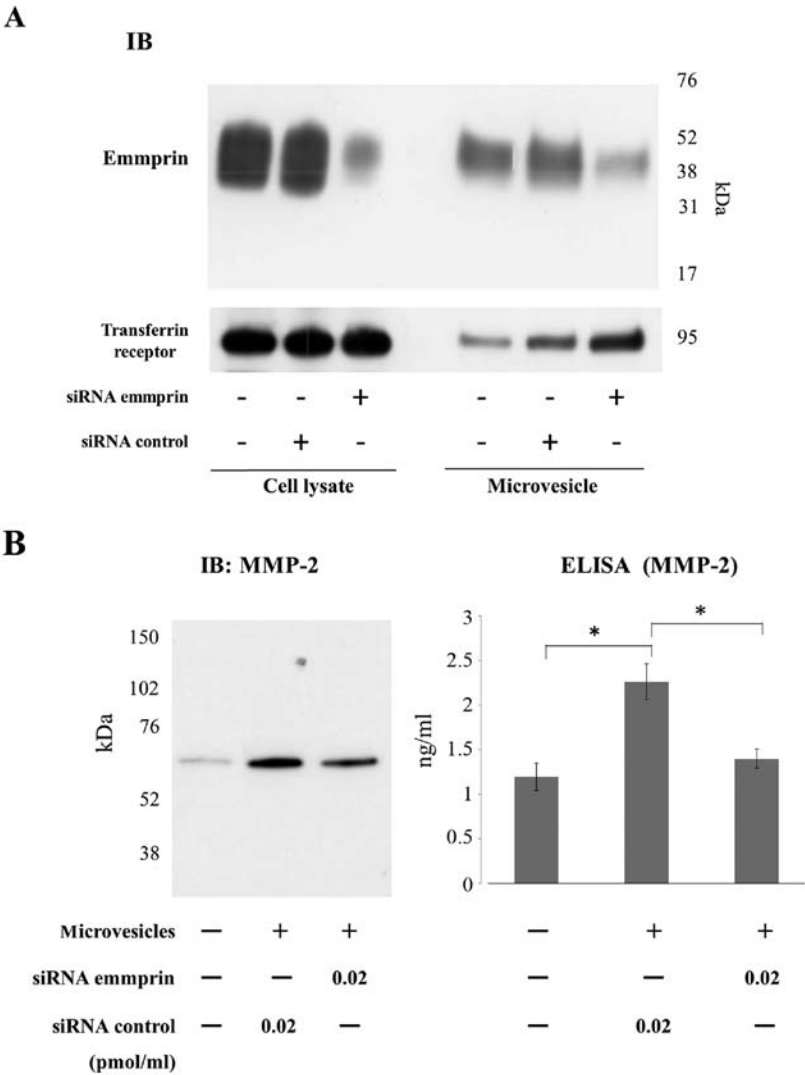 A
IB
76
Emmprin
52
38
31
kDa
17
Transferrin
receptor
95
siRNA emmprin - - + - - +
siRNA control - + - - + -
Cell lysate Microvesicle
B
IB: MMP-2 ELISA (MMP-2)
150
102
76
52
38
kDa
3
2.5
2
1.5
1
0.5
0
ng/ml
* *
Microvesicles — + + — + +
siRNA emmprin — — 0.02 — — 0.02
siRNA control — 0.02 — — 0.02 —
(pmol/ml)